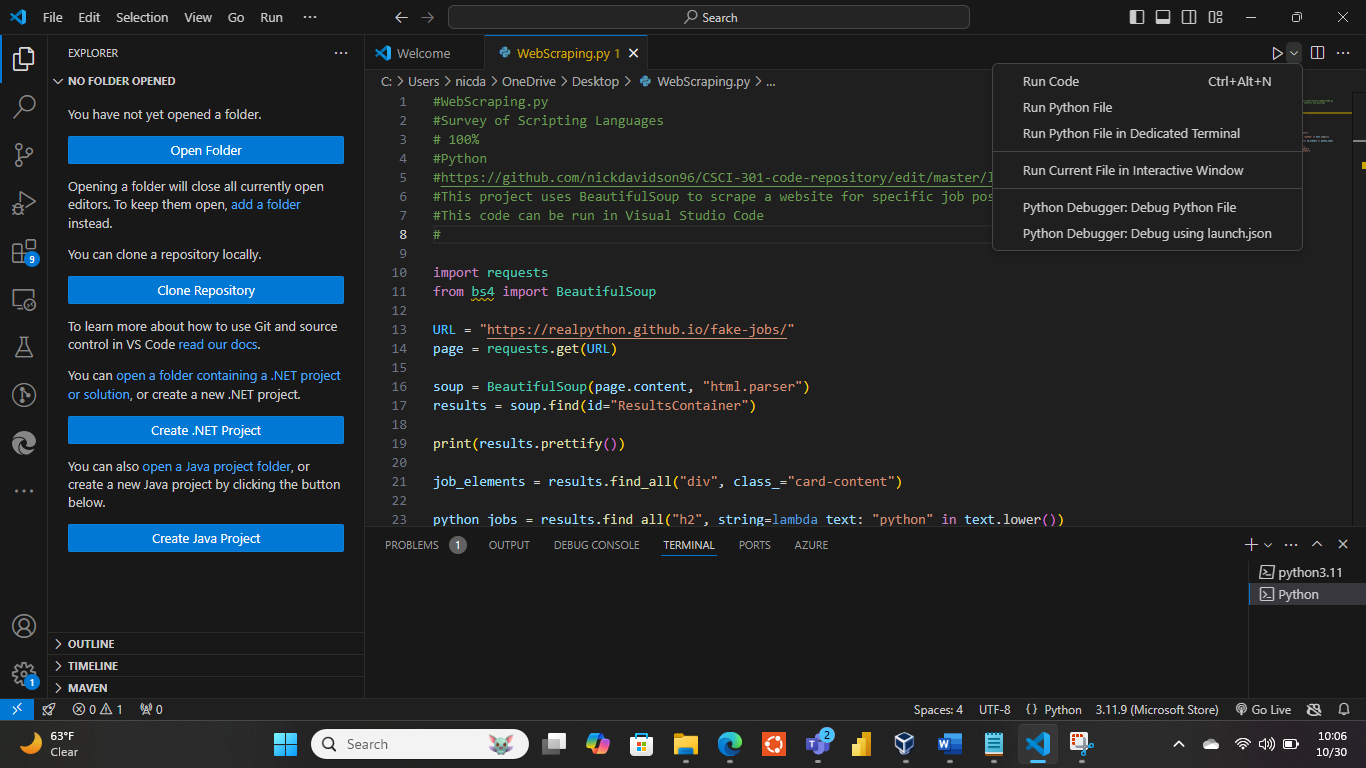 File Edit Selection View Go Run ···
Search
EXPLORER ···
NO FOLDER OPENED
You have not yet opened a folder.
Open Folder
Opening a folder will close all currently open
editors. To keep them open, add a folder
instead.
You can clone a repository locally.
Clone Repository
To learn more about how to use Git and source
control in VS Code read our docs.
You can open a folder containing a .NET project
or solution, or create a new .NET project.
Create .NET Project
You can also open a Java project folder, or
create a new Java project by clicking the button
below.
Create Java Project
OUTLINE
TIMELINE
MAVEN
9
1
Welcome
WebScraping.py 1
C: > Users > nicda > OneDrive > Desktop > WebScraping.py > ...
1 #WebScraping.py
2 #Survey of Scripting Languages
3 # 100%
4 #Python
5 #https://github.com/nickdavidson96/CSCI-301-code-repository/edit/master/
6 #This project uses BeautifulSoup to scrape a website for specific job pos
7 #This code can be run in Visual Studio Code
8 #
9
10 import requests
11 from bs4 import BeautifulSoup
12
13 URL = "https://realpython.github.io/fake-jobs/"
14 page = requests.get(URL)
15
16 soup = BeautifulSoup(page.content, "html.parser")
17 results = soup.find(id="ResultsContainer")
18
19 print(results.prettify())
20
21 job_elements = results.find_all("div", class_="card-content")
22
23 python_jobs = results.find_all("h2", string=lambda text: "python" in text.lower())
Run Code Ctrl+Alt+N
Run Python File
Run Python File in Dedicated Terminal
Run Current File in Interactive Window
Python Debugger: Debug Python File
Python Debugger: Debug using launch.json
PROBLEMS 1 OUTPUT DEBUG CONSOLE TERMINAL PORTS AZURE
python3.11
Python
0 1 0
Spaces: 4 UTF-8 {} Python 3.11.9 (Microsoft Store) Go Live
63°F
Clear
Search
2
10:06
10/30